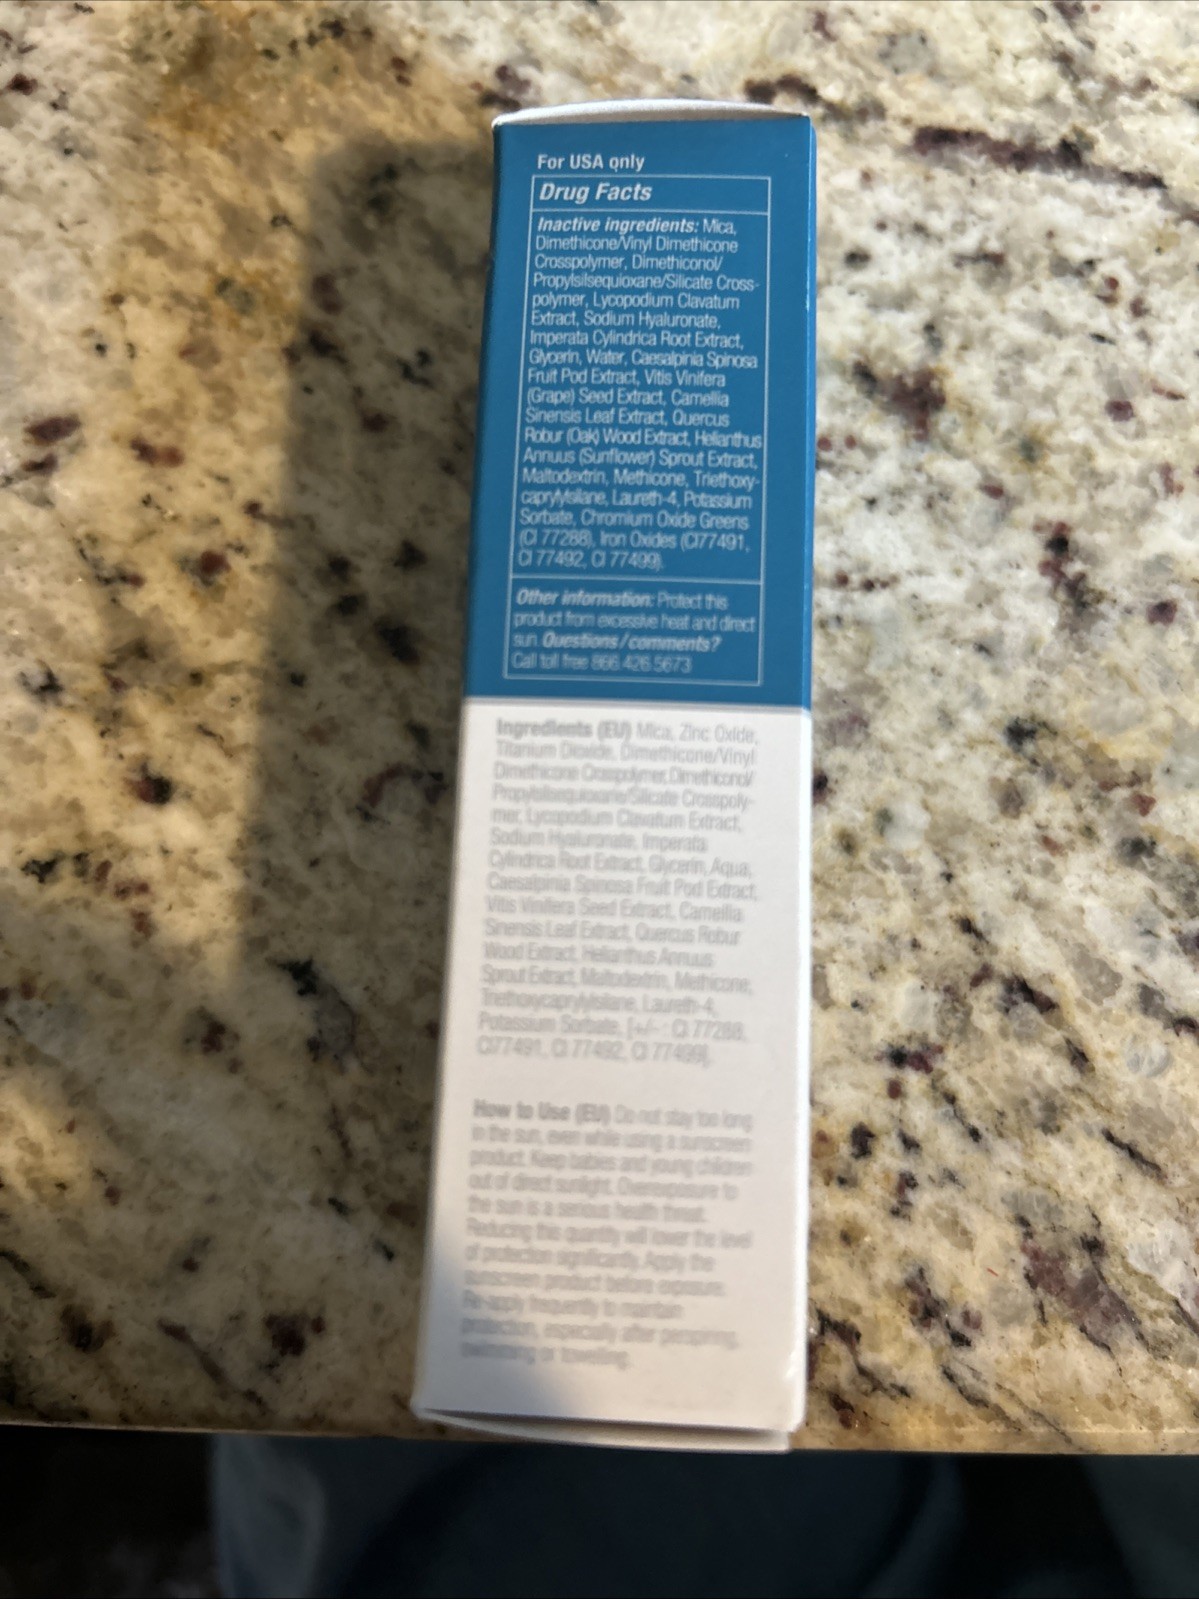 For USA only
Drug Facts
Inactive ingredients: Mica,
Dimethicone/Vinyl Dimethicone
Crosspolymer, Dimethiconol/
Propylsilsequioxane/Silicate Cross-
polymer, Lycopodium Clavatum
Extract, Sodium Hyaluronate,
Imperata Cylindrica Root Extract,
Glycerin, Water, Caesalpinia Spinosa
Fruit Pod Extract, Vitis Vinifera
(Grape) Seed Extract, Camellia
Sinensis Leaf Extract, Quercus
Robur (Oak) Wood Extract, Helianthus
Annuus (Sunflower) Sprout Extract,
Maltodextrin, Methicone, Triethoxy-
caprylylsilane, Laureth-4, Potassium
Sorbate, Chromium Oxide Greens
(CI 77288), Iron Oxides (CI77491,
CI 77492, CI 77499).
Other information: Protect this
product from excessive heat and direct
sun. Questions/comments?
Call toll free 866.426.5673
Ingredients (EU) Mica, Zinc Oxide,
Titanium Dioxide, Dimethicone/Vinyl
Dimethicone Crosspolymer, Dimethiconol/
Propylsilsequioxane/Silicate Crosspoly-
mer, Lycopodium Clavatum Extract,
Sodium Hyaluronate, Imperata
Cylindrica Root Extract, Glycerin, Aqua,
Caesalpinia Spinosa Fruit Pod Extract,
Vitis Vinifera Seed Extract, Camellia
Sinensis Leaf Extract, Quercus Robur
Wood Extract, Helianthus Annuus
Sprout Extract, Maltodextrin, Methicone,
Triethoxycaprylylsilane, Laureth-4,
Potassium Sorbate, [+/- : CI 77288,
CI77491, CI 77492, CI 77499].
How to Use (EU) Do not stay too long
in the sun, even while using a sunscreen
product. Keep babies and young children
out of direct sunlight. Overexposure to
the sun is a serious health threat.
Reducing this quantity will lower the level
of protection significantly. Apply the
sunscreen product before exposure.
Re-apply frequently to maintain
protection, especially after perspiring,
swimming or towelling.